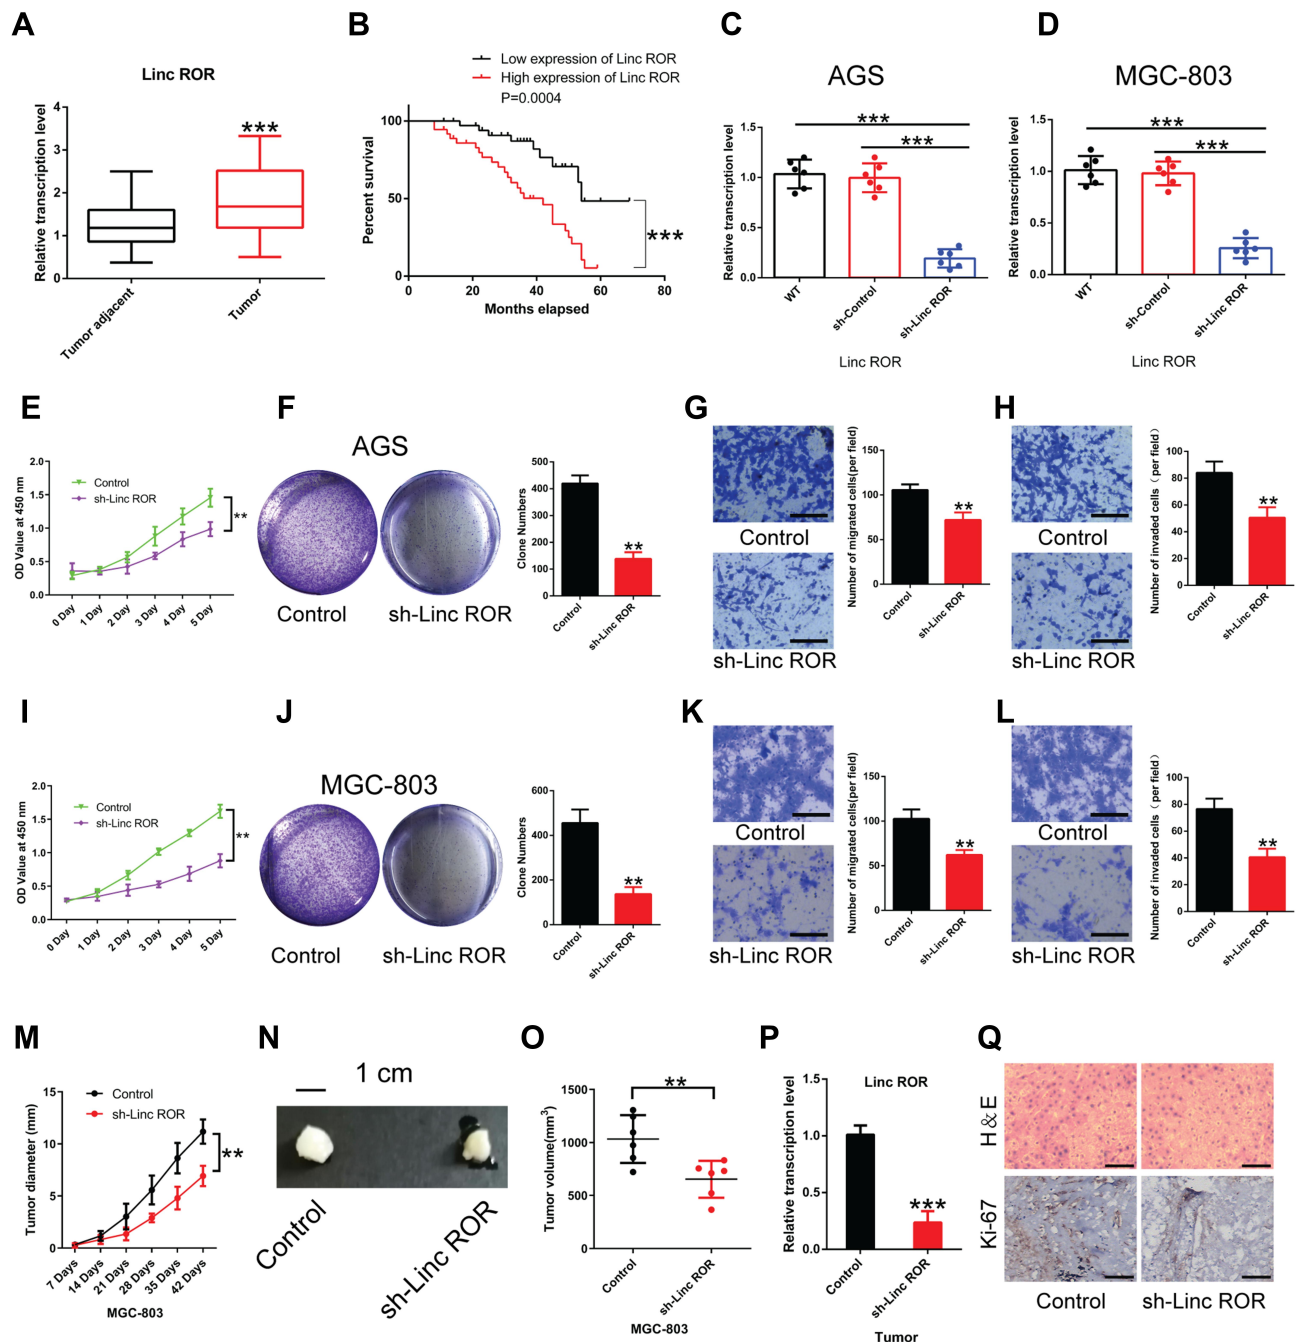 A
Linc ROR
Relative transcription level
4
3
2
1
0
***
Tumor adjacent
Tumor
B
Low expression of Linc ROR
High expression of Linc ROR
P=0.0004
Percent survival
100
50
0
0
20
40
60
80
Months elapsed
***
C
AGS
Relative transcription level
1.5
1.0
0.5
0.0
***
***
WT
sh-Control
sh-Linc ROR
Linc ROR
D
MGC-803
Relative transcription level
1.5
1.0
0.5
0.0
***
***
WT
sh-Control
sh-Linc ROR
Linc ROR
E
OD Value at 450 nm
2.0
1.5
1.0
0.5
0.0
Control
sh-Linc ROR
**
0 Day
1 Day
2 Day
3 Day
4 Day
5 Day
F
AGS
Control
sh-Linc ROR
Clone Numbers
500
400
300
200
100
0
**
Control
sh-Linc ROR
G
Control
sh-Linc ROR
Number of migrated cells(per field)
150
100
50
0
**
Control
sh-Linc ROR
H
Control
sh-Linc ROR
Number of invaded cells（per field）
100
80
60
40
20
0
**
Control
sh-Linc ROR
I
OD Value at 450 nm
2.0
1.5
1.0
0.5
0.0
Control
sh-Linc ROR
**
0 Day
1 Day
2 Day
3 Day
4 Day
5 Day
J
MGC-803
Control
sh-Linc ROR
Clone Numbers
600
400
200
0
**
Control
sh-Linc ROR
K
Control
sh-Linc ROR
Number of migrated cells(per field)
150
100
50
0
**
Control
sh-Linc ROR
L
Control
sh-Linc ROR
Number of invaded cells（per field）
100
80
60
40
20
0
**
Control
sh-Linc ROR
M
Tumor diameter (mm)
15
10
5
0
Control
sh-Linc ROR
**
7 Days
14 Days
21 Days
28 Days
35 Days
42 Days
MGC-803
N
1 cm
Control
sh-Linc ROR
O
Tumor volume(mm³)
1500
1000
500
0
**
Control
sh-Linc ROR
MGC-803
P
Linc ROR
Relative transcription level
1.5
1.0
0.5
0.0
***
Control
sh-Linc ROR
Tumor
Q
H&E
Ki-67
Control
sh-Linc ROR